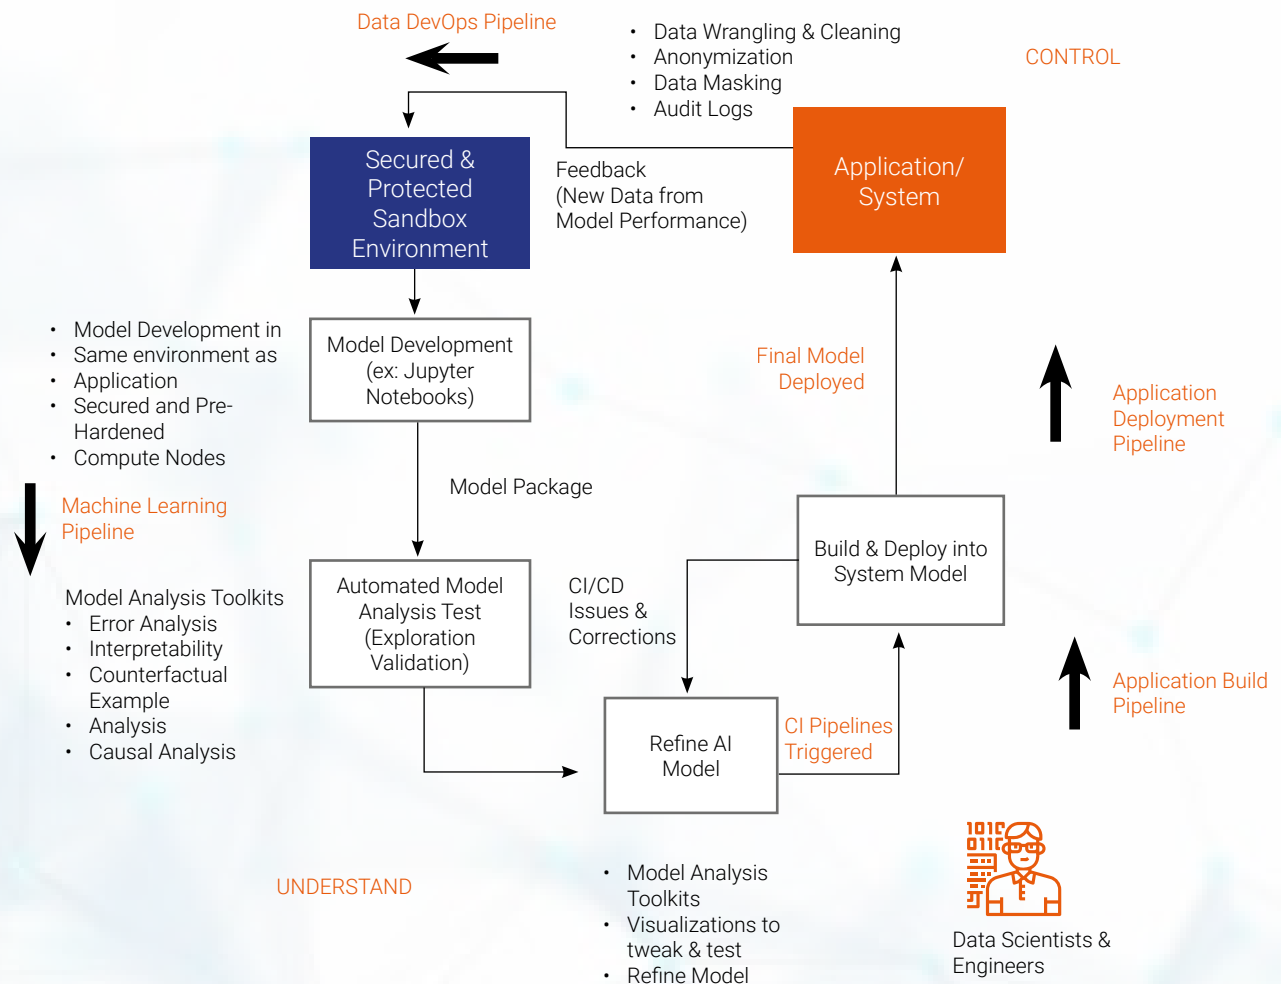 Data DevOps Pipeline
• Data Wrangling & Cleaning
• Anonymization
• Data Masking
• Audit Logs
CONTROL
Secured &
Protected
Sandbox
Environment
Feedback
(New Data from
Model Performance)
Application/
System
• Model Development in
• Same environment as
• Application
• Secured and Pre-
Hardened
• Compute Nodes
Model Development
(ex: Jupyter
Notebooks)
Final Model
Deployed
Application
Deployment
Pipeline
Machine Learning
Pipeline
Model Package
Model Analysis Toolkits
• Error Analysis
• Interpretability
• Counterfactual
Example
• Analysis
• Causal Analysis
Automated Model
Analysis Test
(Exploration
Validation)
CI/CD
Issues &
Corrections
Build & Deploy into
System Model
Application Build
Pipeline
Refine AI
Model
CI Pipelines
Triggered
UNDERSTAND
• Model Analysis
Toolkits
• Visualizations to
tweak & test
• Refine Model
101C
011C
Data Scientists &
Engineers